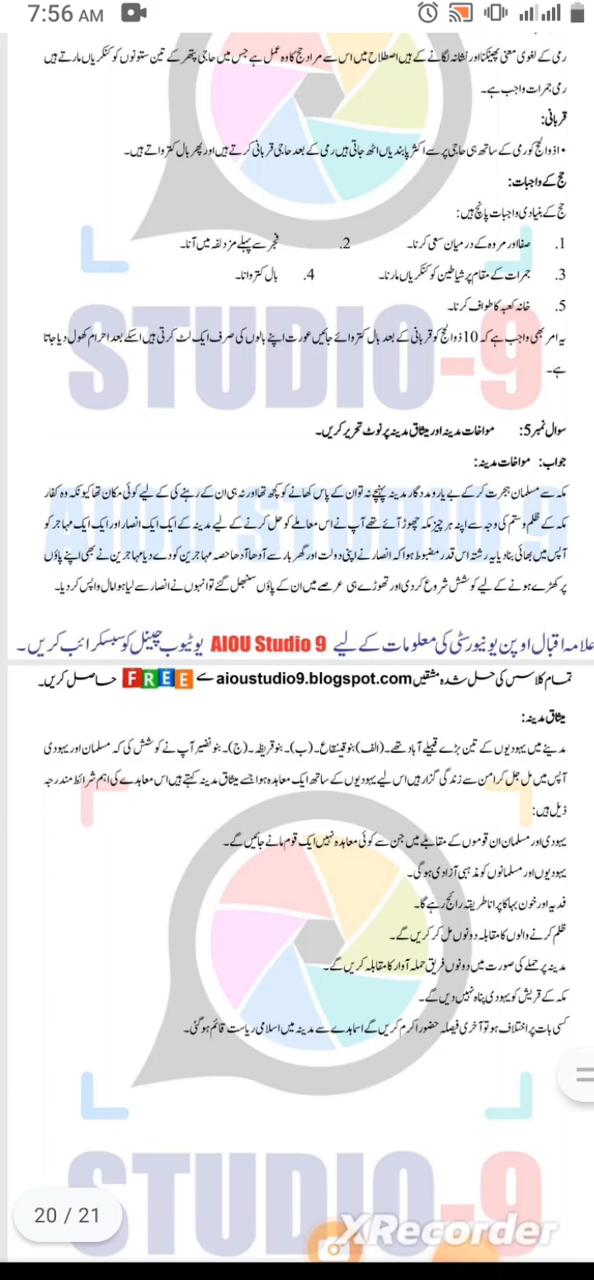 7:56 AM
رمی کے لغوی معنی پھینکنا اور نشانہ لگانے کے ہیں اصطلاح میں اس سے مراد حج کا وہ عمل ہے جس میں حاجی پتھر کے تین ستونوں کو کنکریاں مارتے ہیں
رمی جمرات واجب ہے۔
قربانی:
۱۰ ذوالحج کو رمی کے ساتھ ہی حاجی پر سے اکثر پابندیاں اٹھ جاتی ہیں رمی کے بعد حاجی قربانی کرتے ہیں اور پھر بال کترواتے ہیں۔
حج کے واجبات:
حج کے بنیادی واجبات پانچ ہیں:
1. صفا اور مروہ کے درمیان سعی کرنا۔ 2. فجر سے پہلے مزدلفہ میں آنا۔
3. جمرات کے مقام پر شیاطین کو کنکریاں مارنا۔ 4. بال کتروانا۔
5. خانہ کعبہ کا طواف کرنا۔
یہ امر بھی واجب ہے کہ 10 ذوالحج کو قربانی کے بعد بال کتروائے جائیں عورت اپنے بالوں کی صرف ایک لٹ کرتی ہیں اسکے بعد احرام کھول دیا جاتا
ہے۔
سوال نمبر 5: مواخات مدینہ اور میثاق مدینہ پر نوٹ تحریر کریں۔
جواب: مواخات مدینہ:
مکہ سے مسلمان ہجرت کر کے بے یار و مددگار مدینہ پہنچے نہ تو ان کے پاس کھانے کو کچھ تھا اور نہ ہی ان کے رہنے کی کے لیے کوئی مکان تھا کیونکہ وہ کفار
مکہ کے ظلم و ستم کی وجہ سے اپنہ ہر چیز مکہ چھوڑ آئے تھے آپ نے اس معاملے کو حل کرنے کے لیے مدینہ کے ایک ایک انصار اور ایک ایک مہاجر کو
آپس میں بھائی بنا دیا یہ رشتہ اس قدر مضبوط ہوا کہ انصار نے اپنی دولت اور گھر بار سے آدھا آدھا حصہ مہاجرین کو دے دیا مہاجرین نے بھی اپنے پاؤں
پر کھڑے ہونے کے لیے کوشش شروع کر دی اور تھوڑے ہی عرصے میں ان کے پاؤں سنبھل گئے تو انہوں نے انصار سے لیا ہوا مال واپس کر دیا۔
علامہ اقبال اوپن یونیورسٹی کی معلومات کے لیے AIOU Studio 9 یوٹیوب چینل کو سبسکرائب کریں۔
تمام کلاس کی حل شدہ مشقیں aioustudio9.blogspot.com سے FREE حاصل کریں۔
میثاق مدینہ:
مدینے میں یہودیوں کے تین بڑے قبیلے آباد تھے۔ (الف) بنو قینقاع۔ (ب)۔ بنو قریظہ۔ (ج)۔ بنو نضیر آپ نے کوشش کی کہ مسلمان اور یہودی
آپس میں مل جل کر امن سے زندگی گزار ہیں اس لیے یہودیوں کے ساتھ ایک معاہدہ ہوا جسے میثاق مدینہ کہتے ہیں اس معاہدے کی اہم شرائط مندرجہ
ذیل ہیں:
یہودی اور مسلمان ان قوموں کے مقابلے میں جن سے کوئی معاہدہ نہیں ایک قوم مانے جائیں گے۔
یہودیوں اور مسلمانوں کو مذہبی آزادی ہوگی۔
فدیہ اور خون بہا کا پرانا طریقہ رائج رہے گا۔
ظلم کرنے والوں کا مقابلہ دونوں مل کر کریں گے۔
مدینہ پر حملے کی صورت میں دونوں فریق حملہ آوار کا مقابلہ کریں گے۔
مکہ کے قریش کو یہودی پناہ نہیں دیں گے۔
کسی بات پر اختلاف ہو تو آخری فیصلہ حضور اکرم کریں گے اسماہدے سے مدینہ میں اسلامی ریاست قائم ہوگئی۔
AIOU STUDIO 9
STUDIO-9
STUDIO-9
20 / 21
XRecorder